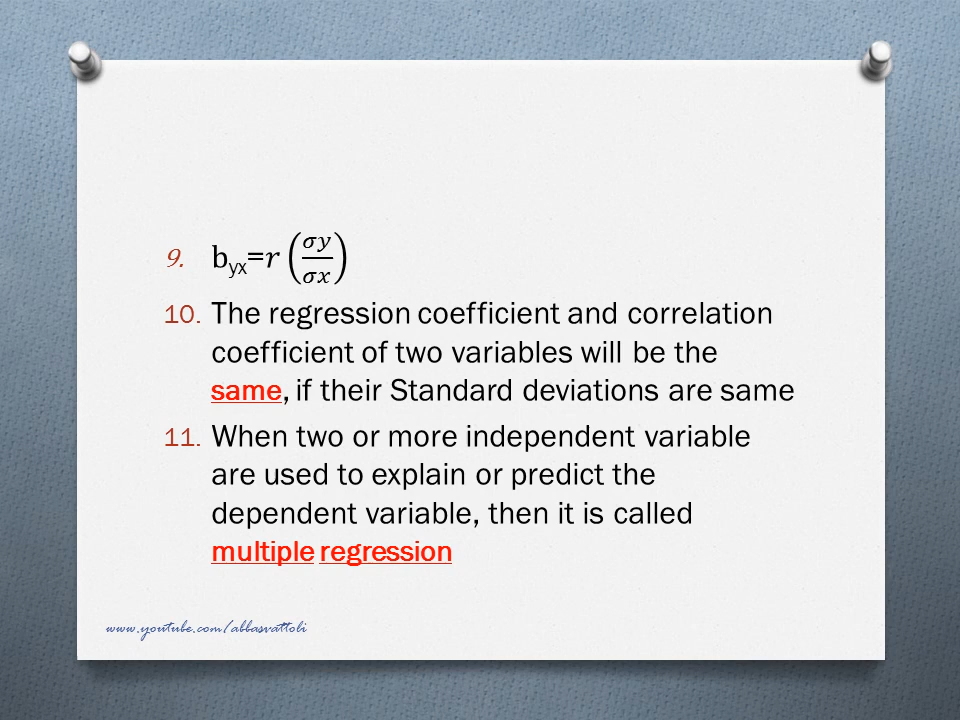 9. byx=r (σy/σx)
10. The regression coefficient and correlation
coefficient of two variables will be the
same, if their Standard deviations are same
11. When two or more independent variable
are used to explain or predict the
dependent variable, then it is called
multiple regression
www.youtube.com/abbasvattoli